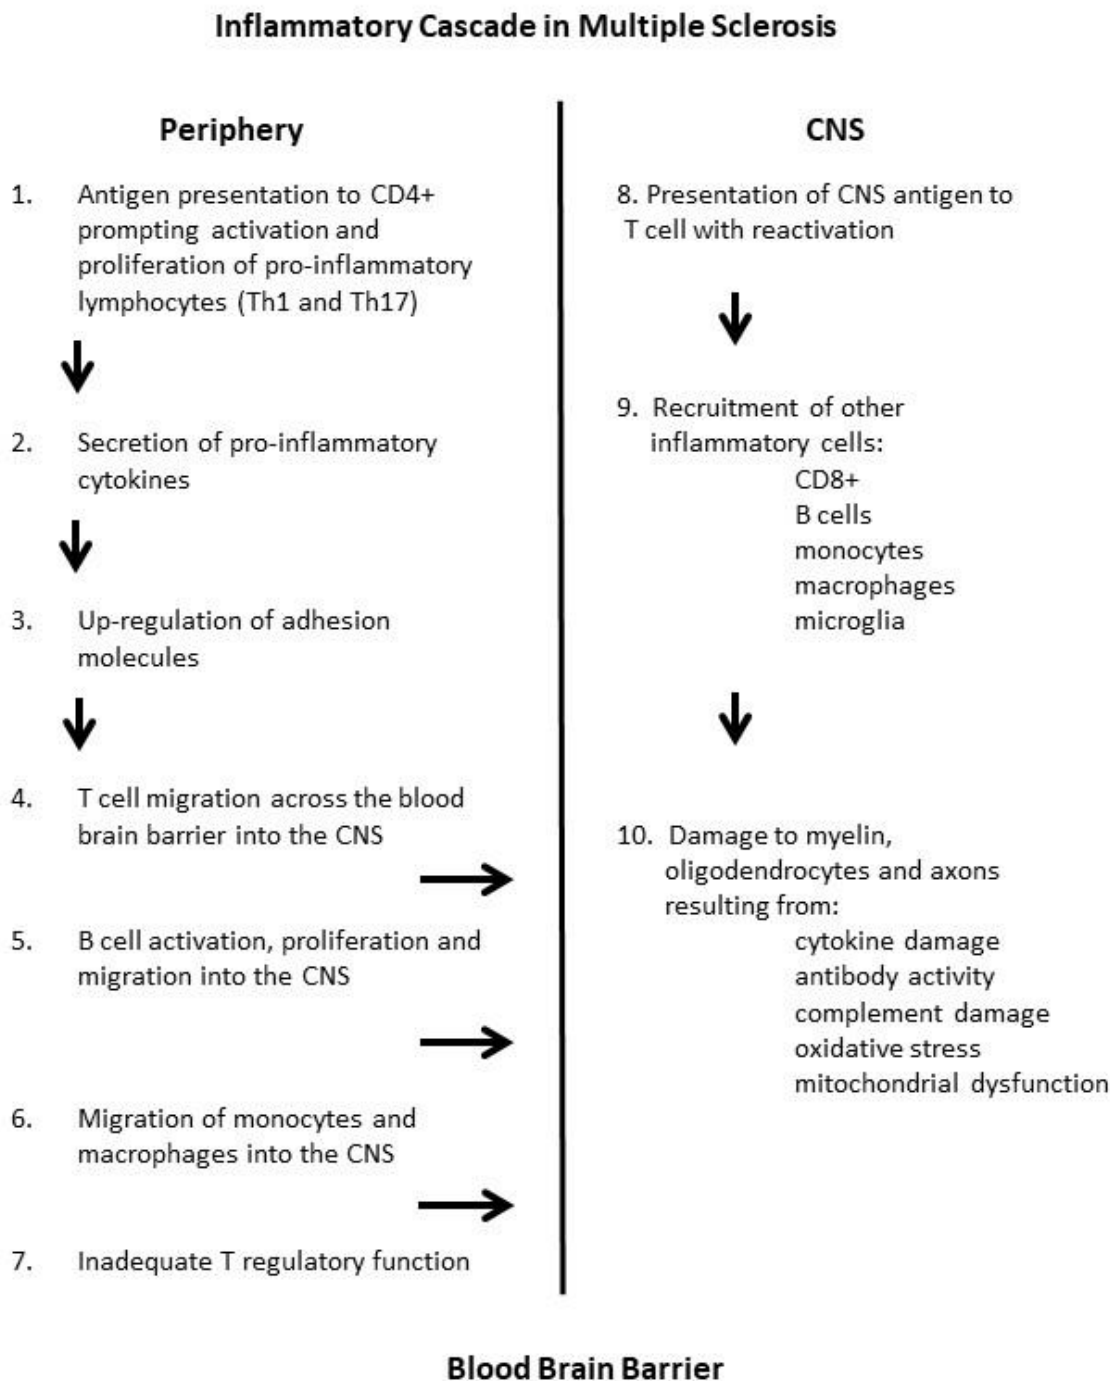 Inflammatory Cascade in Multiple Sclerosis
Periphery
1. Antigen presentation to CD4+
prompting activation and
proliferation of pro-inflammatory
lymphocytes (Th1 and Th17)
2. Secretion of pro-inflammatory
cytokines
3. Up-regulation of adhesion
molecules
4. T cell migration across the blood
brain barrier into the CNS
5. B cell activation, proliferation and
migration into the CNS
6. Migration of monocytes and
macrophages into the CNS
7. Inadequate T regulatory function
CNS
8. Presentation of CNS antigen to
T cell with reactivation
9. Recruitment of other
inflammatory cells:
CD8+
B cells
monocytes
macrophages
microglia
10. Damage to myelin,
oligodendrocytes and axons
resulting from:
cytokine damage
antibody activity
complement damage
oxidative stress
mitochondrial dysfunction
Blood Brain Barrier